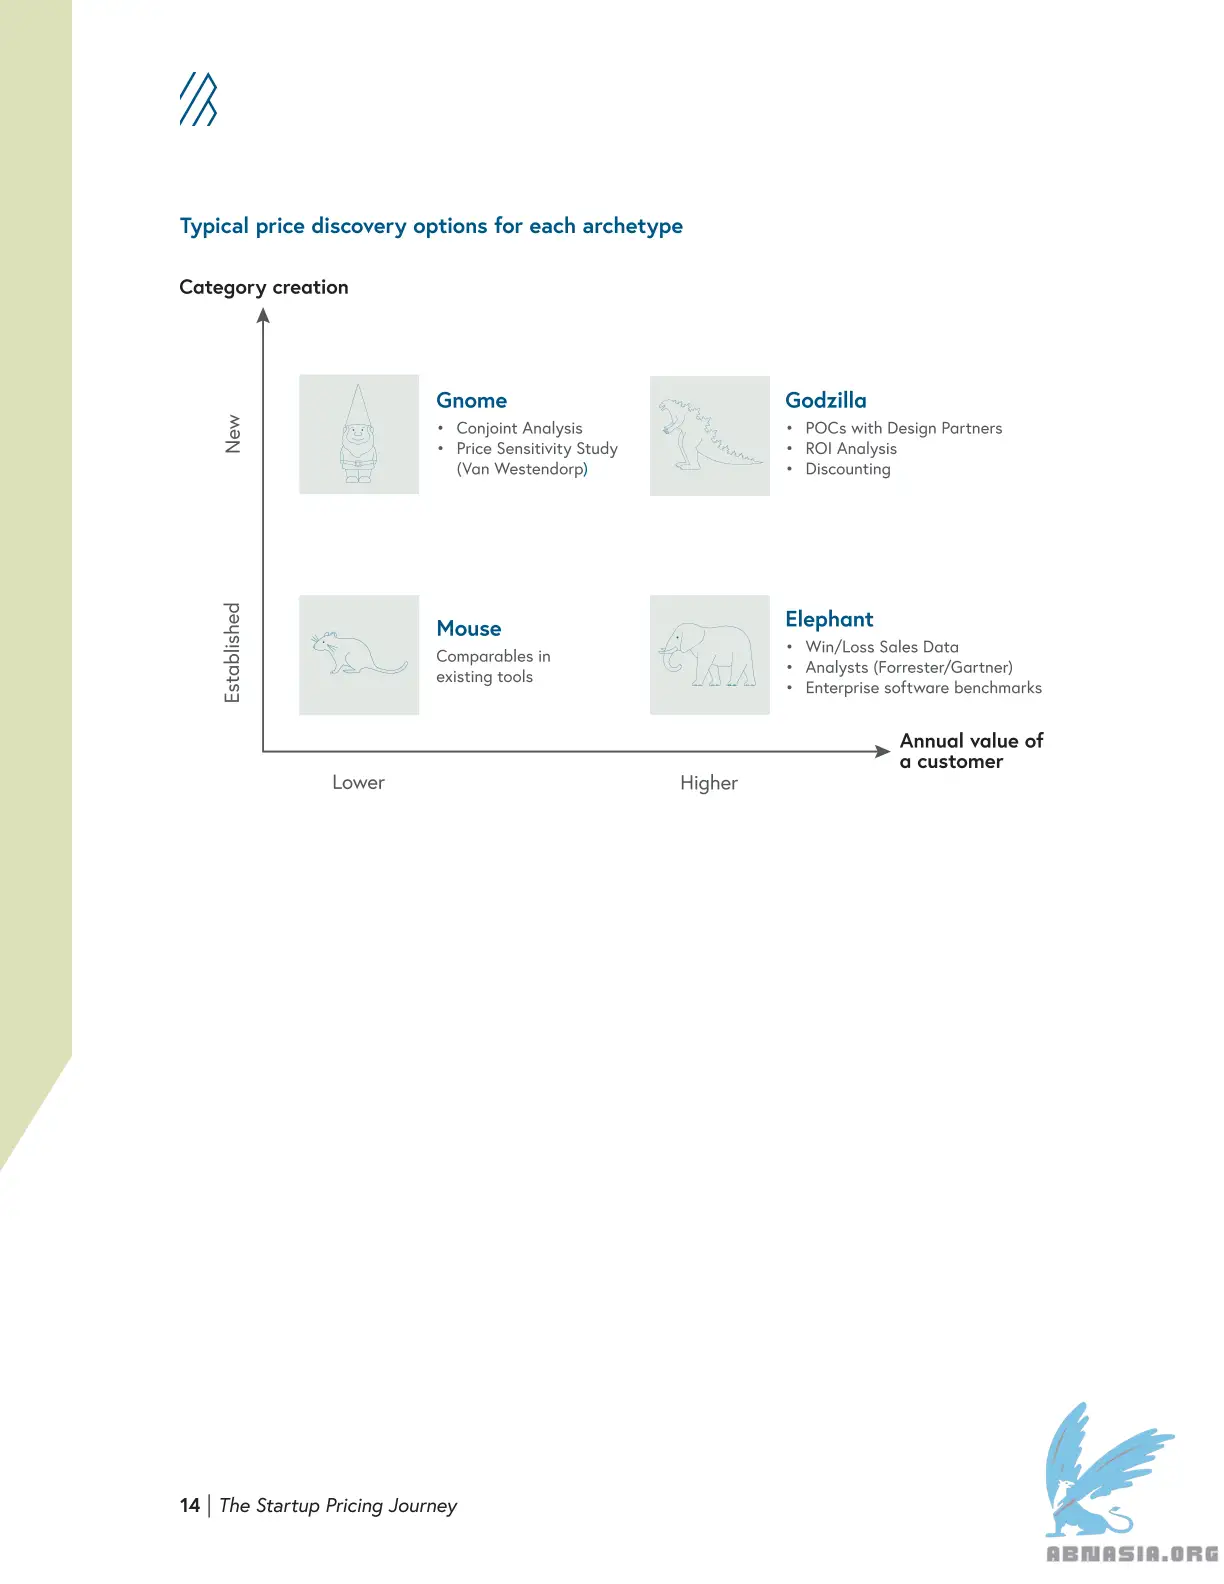 Typical price discovery options for each archetype
Category creation
New
Gnome
• Conjoint Analysis
• Price Sensitivity Study
(Van Westendorp)
Godzilla
• POCs with Design Partners
• ROI Analysis
• Discounting
Established
Mouse
Comparables in
existing tools
Elephant
• Win/Loss Sales Data
• Analysts (Forrester/Gartner)
• Enterprise software benchmarks
Annual value of
a customer
Lower
Higher
14 | The Startup Pricing Journey
ABNASIA.ORG